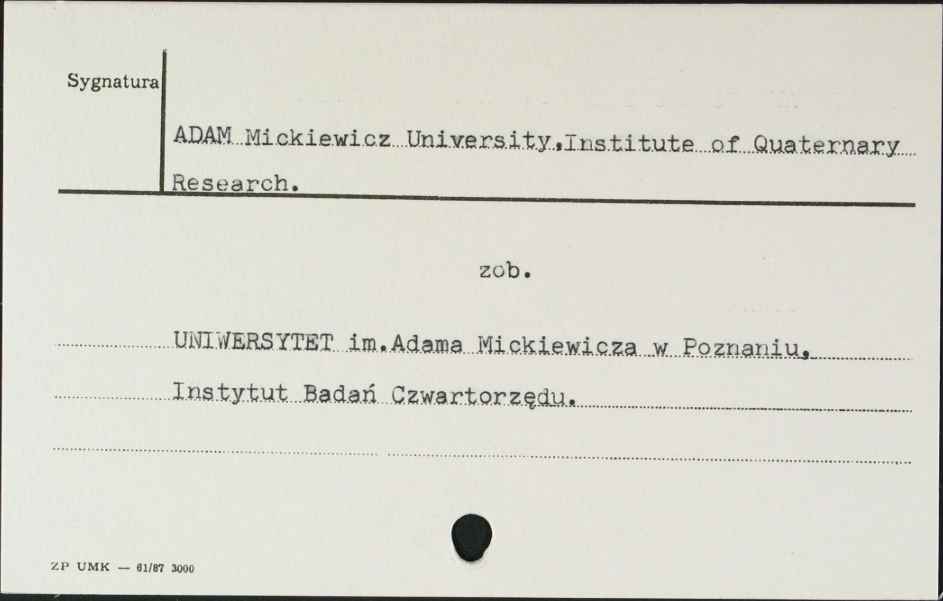 Sygnatura
ADAM Mickiewicz University,Institute of Quaternary
Research.
zob.
UNIWERSYTET im.Adama Mickiewicza w Poznaniu,
Instytut Badań Czwartorzędu.
ZP UMK — 61/87 3000